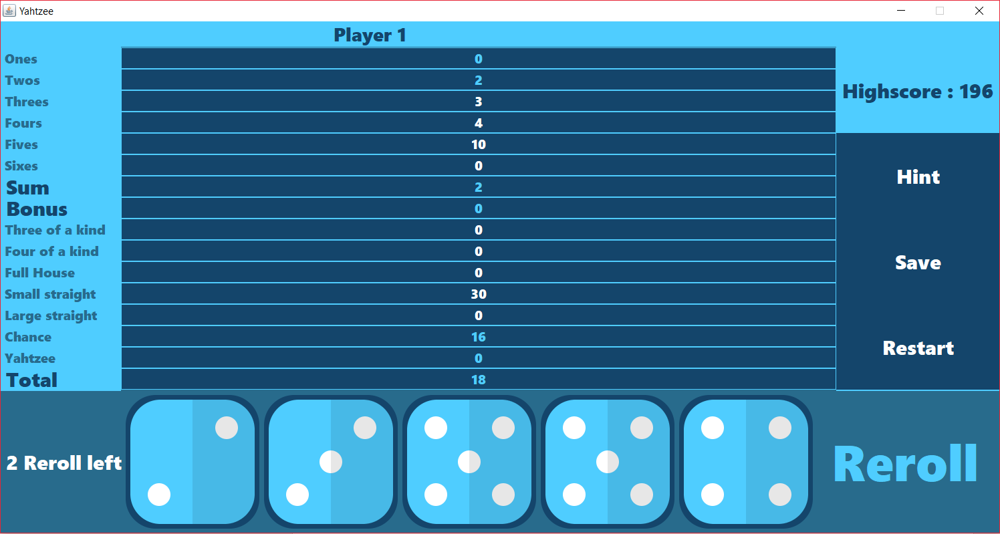 Yahtzee
Player 1
Ones 0
Twos 2
Threes 3
Fours 4
Fives 10
Sixes 0
Sum 2
Bonus 0
Three of a kind 0
Four of a kind 0
Full House 0
Small straight 30
Large straight 0
Chance 16
Yahtzee 0
Total 18
Highscore : 196
Hint
Save
Restart
2 Reroll left
Reroll